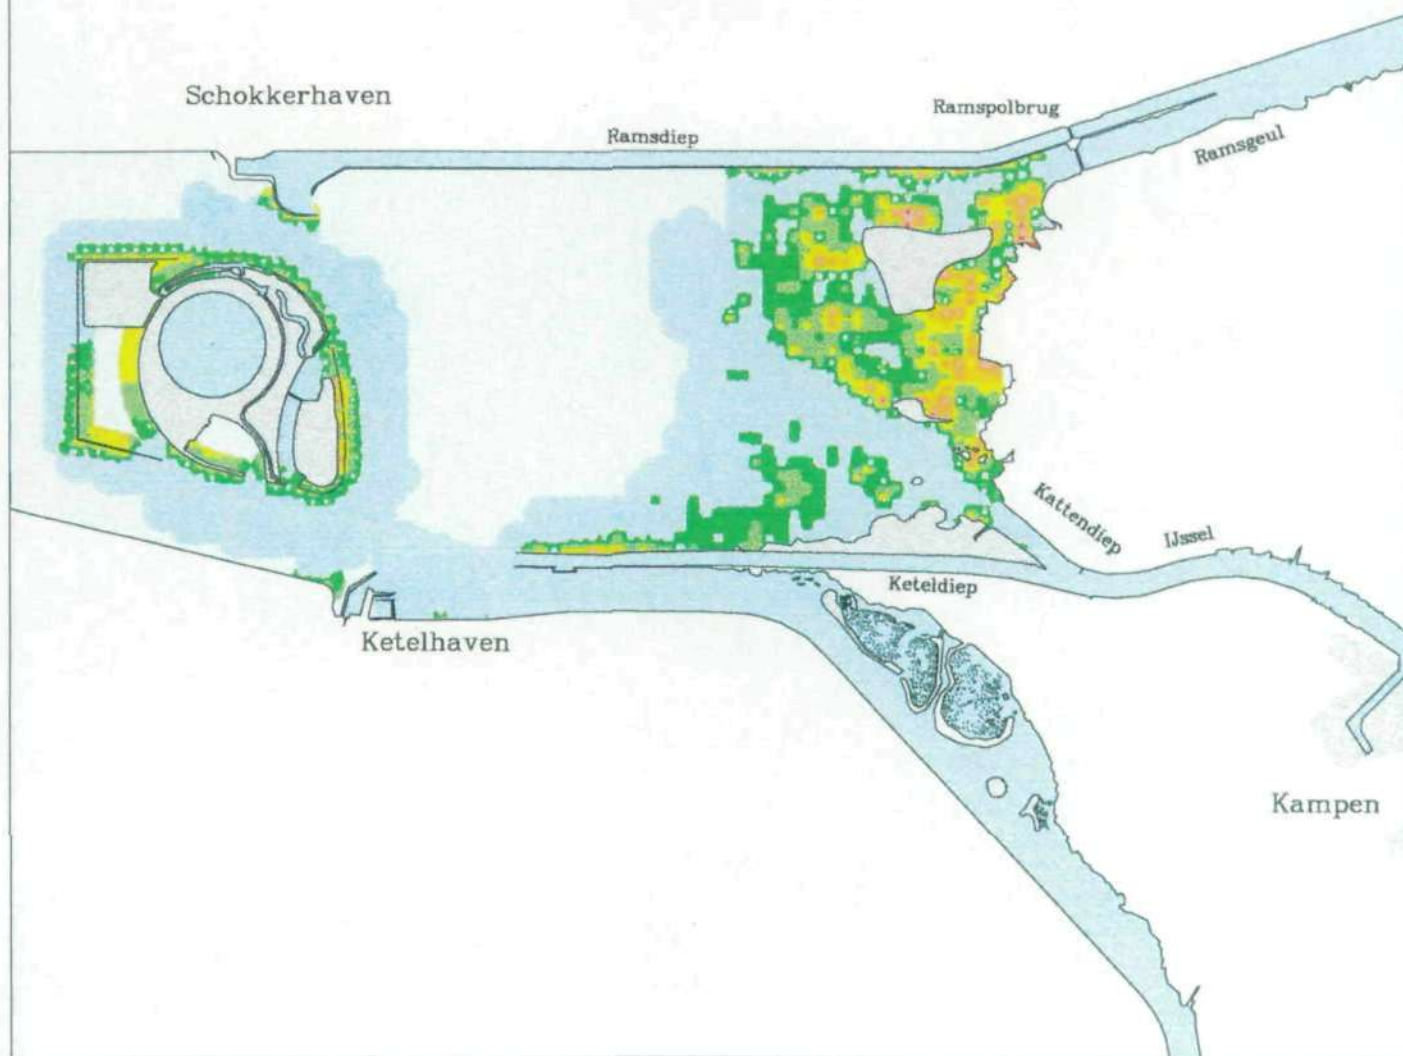 Schokkerhaven
Ramspolbrug
Ramsdiep
Ramsgeul
Kattendiep
IJssel
Keteldiep
Ketelhaven
Kampen